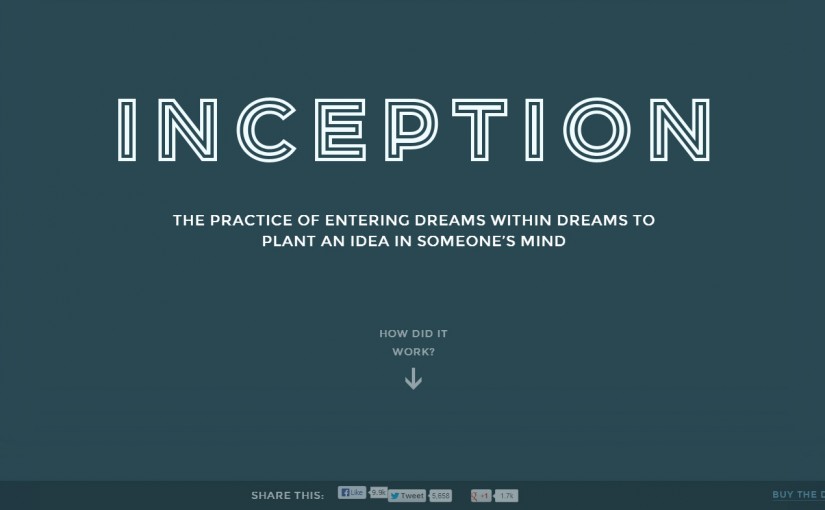 INCEPTION
THE PRACTICE OF ENTERING DREAMS WITHIN DREAMS TO
PLANT AN IDEA IN SOMEONE'S MIND
HOW DID IT
WORK?
SHARE THIS: Like 9.9k Tweet 5,658 +1 1.7k BUY THE D